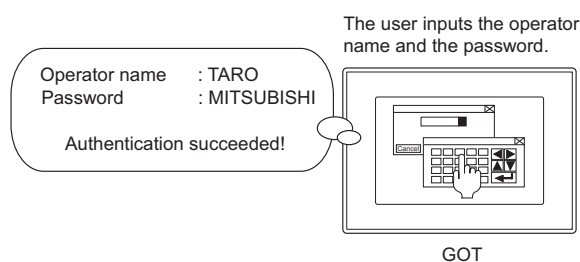 The user inputs the operator
name and the password.
Operator name : TARO
Password : MITSUBISHI
Authentication succeeded!
Cancel
GOT